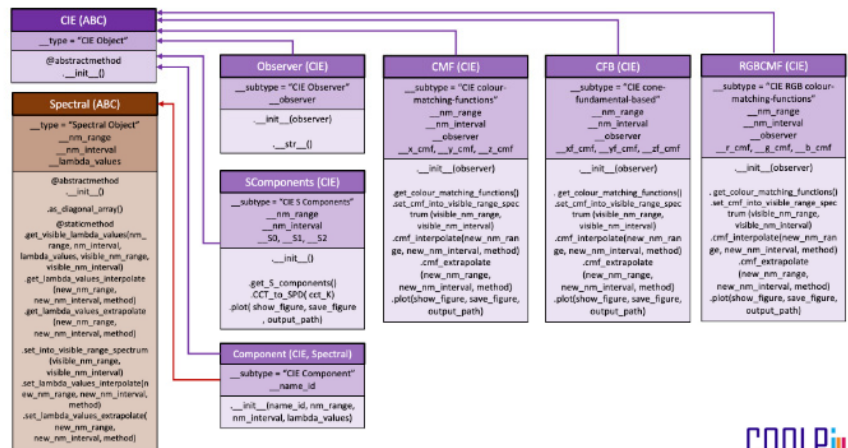 CIE (ABC)
__type = "CIE Object"
@abstractmethod
.__init__()
Spectral (ABC)
__type = "Spectral Object"
__nm_range
__nm_interval
__lambda_values
@abstractmethod
.__init__()
.as_diagonal_array()
@staticmethod
.get_visible_lambda_values(nm_
range, nm_interval,
lambda_values, visible_nm_range,
visible_nm_interval)
.get_lambda_values_interpolate
(new_nm_range,
new_nm_interval, method)
.get_lambda_values_extrapolate
(new_nm_range,
new_nm_interval, method)
.set_into_visible_range_spectrum
(visible_nm_range,
visible_nm_interval)
.set_lambda_values_interpolate(n
ew_nm_range, new_nm_interval,
method)
.set_lambda_values_extrapolate(
new_nm_range,
new_nm_interval, method)
Observer (CIE)
__subtype = "CIE Observer"
__observer
.__init__(observer)
.__str__()
SComponents (CIE)
__subtype = "CIE S Components"
__nm_range
__nm_interval
__S0, __S1, __S2
.__init__()
.get_S_components()
.CCT_to_SPD( cct_K)
.plot( show_figure, save_figure
, output_path)
Component (CIE, Spectral)
__subtype = "CIE Component"
__name_id
.__init__(name_id, nm_range,
nm_interval, lambda_values)
CMF (CIE)
__subtype = "CIE colour-
matching-functions"
__nm_range
__nm_interval
__observer
__x_cmf, __y_cmf, __z_cmf
.__init__(observer)
.get_colour_matching_functions()
.set_cmf_into_visible_range_spec
trum (visible_nm_range,
visible_nm_interval)
.cmf_interpolate(new_nm_ran
ge, new_nm_interval, method)
.cmf_extrapolate
(new_nm_range,
new_nm_interval, method)
.plot(show_figure, save_figure,
output_path)
CFB (CIE)
__subtype = "CIE cone-
fundamental-based"
__nm_range
__nm_interval
__observer
__xf_cmf, __yf_cmf, __zf_cmf
.__init__(observer)
. get_colour_matching_functions()
.set_cmf_into_visible_range_spec
trum (visible_nm_range,
visible_nm_interval)
.cmf_interpolate(new_nm_ran
ge, new_nm_interval, method)
.cmf_extrapolate
(new_nm_range,
new_nm_interval, method)
.plot(show_figure, save_figure,
output_path)
RGBCMF (CIE)
__subtype = "CIE RGB colour-
matching-functions"
__nm_range
__nm_interval
__observer
__r_cmf, __g_cmf, __b_cmf
.__init__(observer)
. get_colour_matching_functions()
.set_cmf_into_visible_range_spec
trum (visible_nm_range,
visible_nm_interval)
.cmf_interpolate(new_nm_ran
ge, new_nm_interval, method)
.cmf_extrapolate
(new_nm_range,
new_nm_interval, method)
.plot(show_figure, save_figure,
output_path)
COOLPi